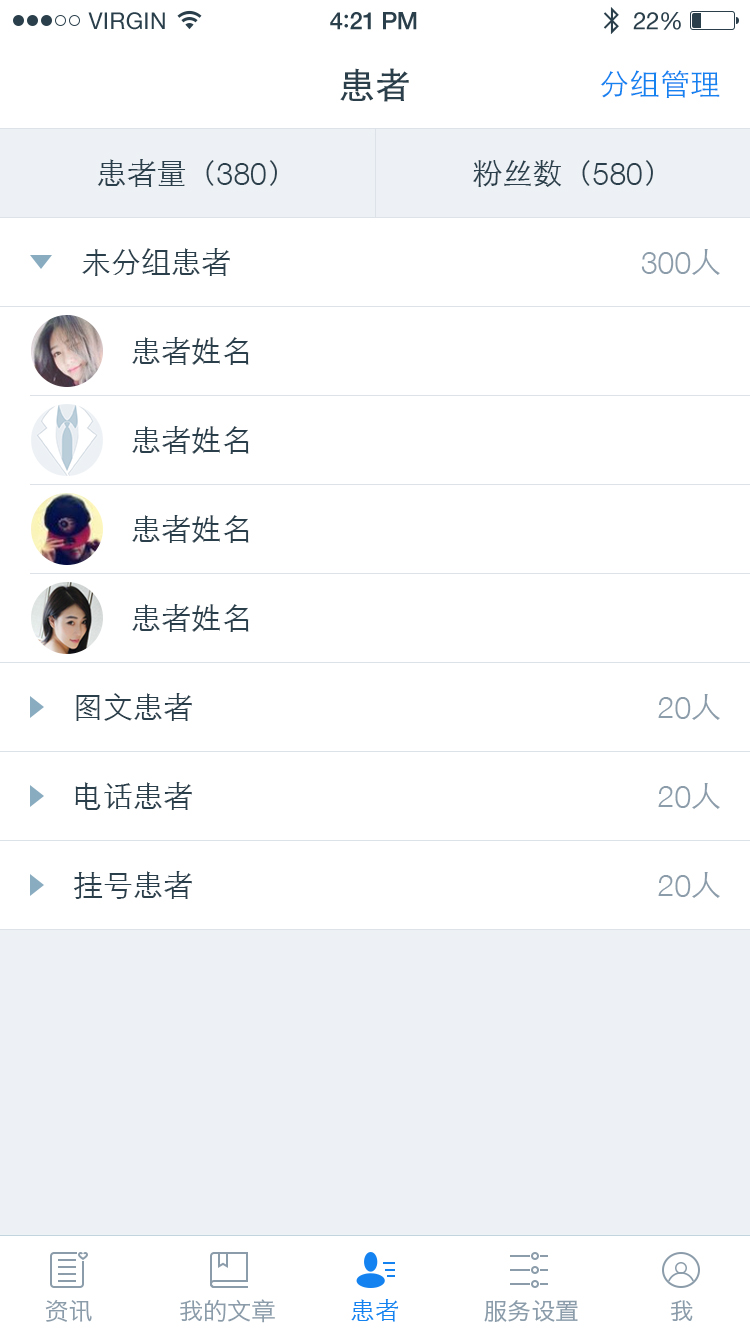 VIRGIN 4:21 PM 22%
患者 分组管理
患者量（380） 粉丝数（580）
未分组患者 300人
患者姓名
患者姓名
患者姓名
患者姓名
图文患者 20人
电话患者 20人
挂号患者 20人
资讯 我的文章 患者 服务设置 我